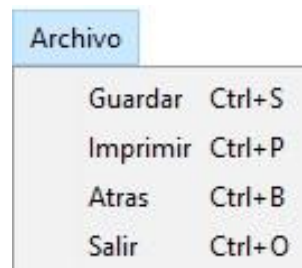 Archivo
Guardar Ctrl+S
Imprimir Ctrl+P
Atras Ctrl+B
Salir Ctrl+O